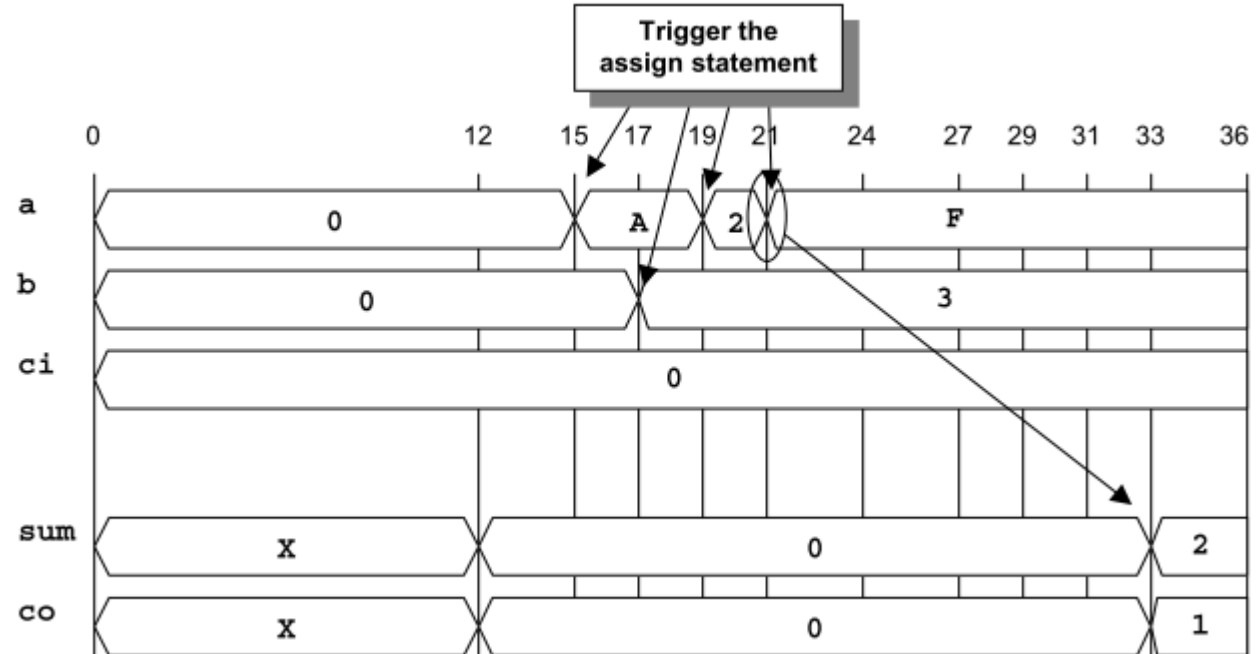 Trigger the
assign statement
0 12 15 17 19 21 24 27 29 31 33 36
a 0 A 2 F
b 0 3
ci 0
sum X 0 2
co X 0 1